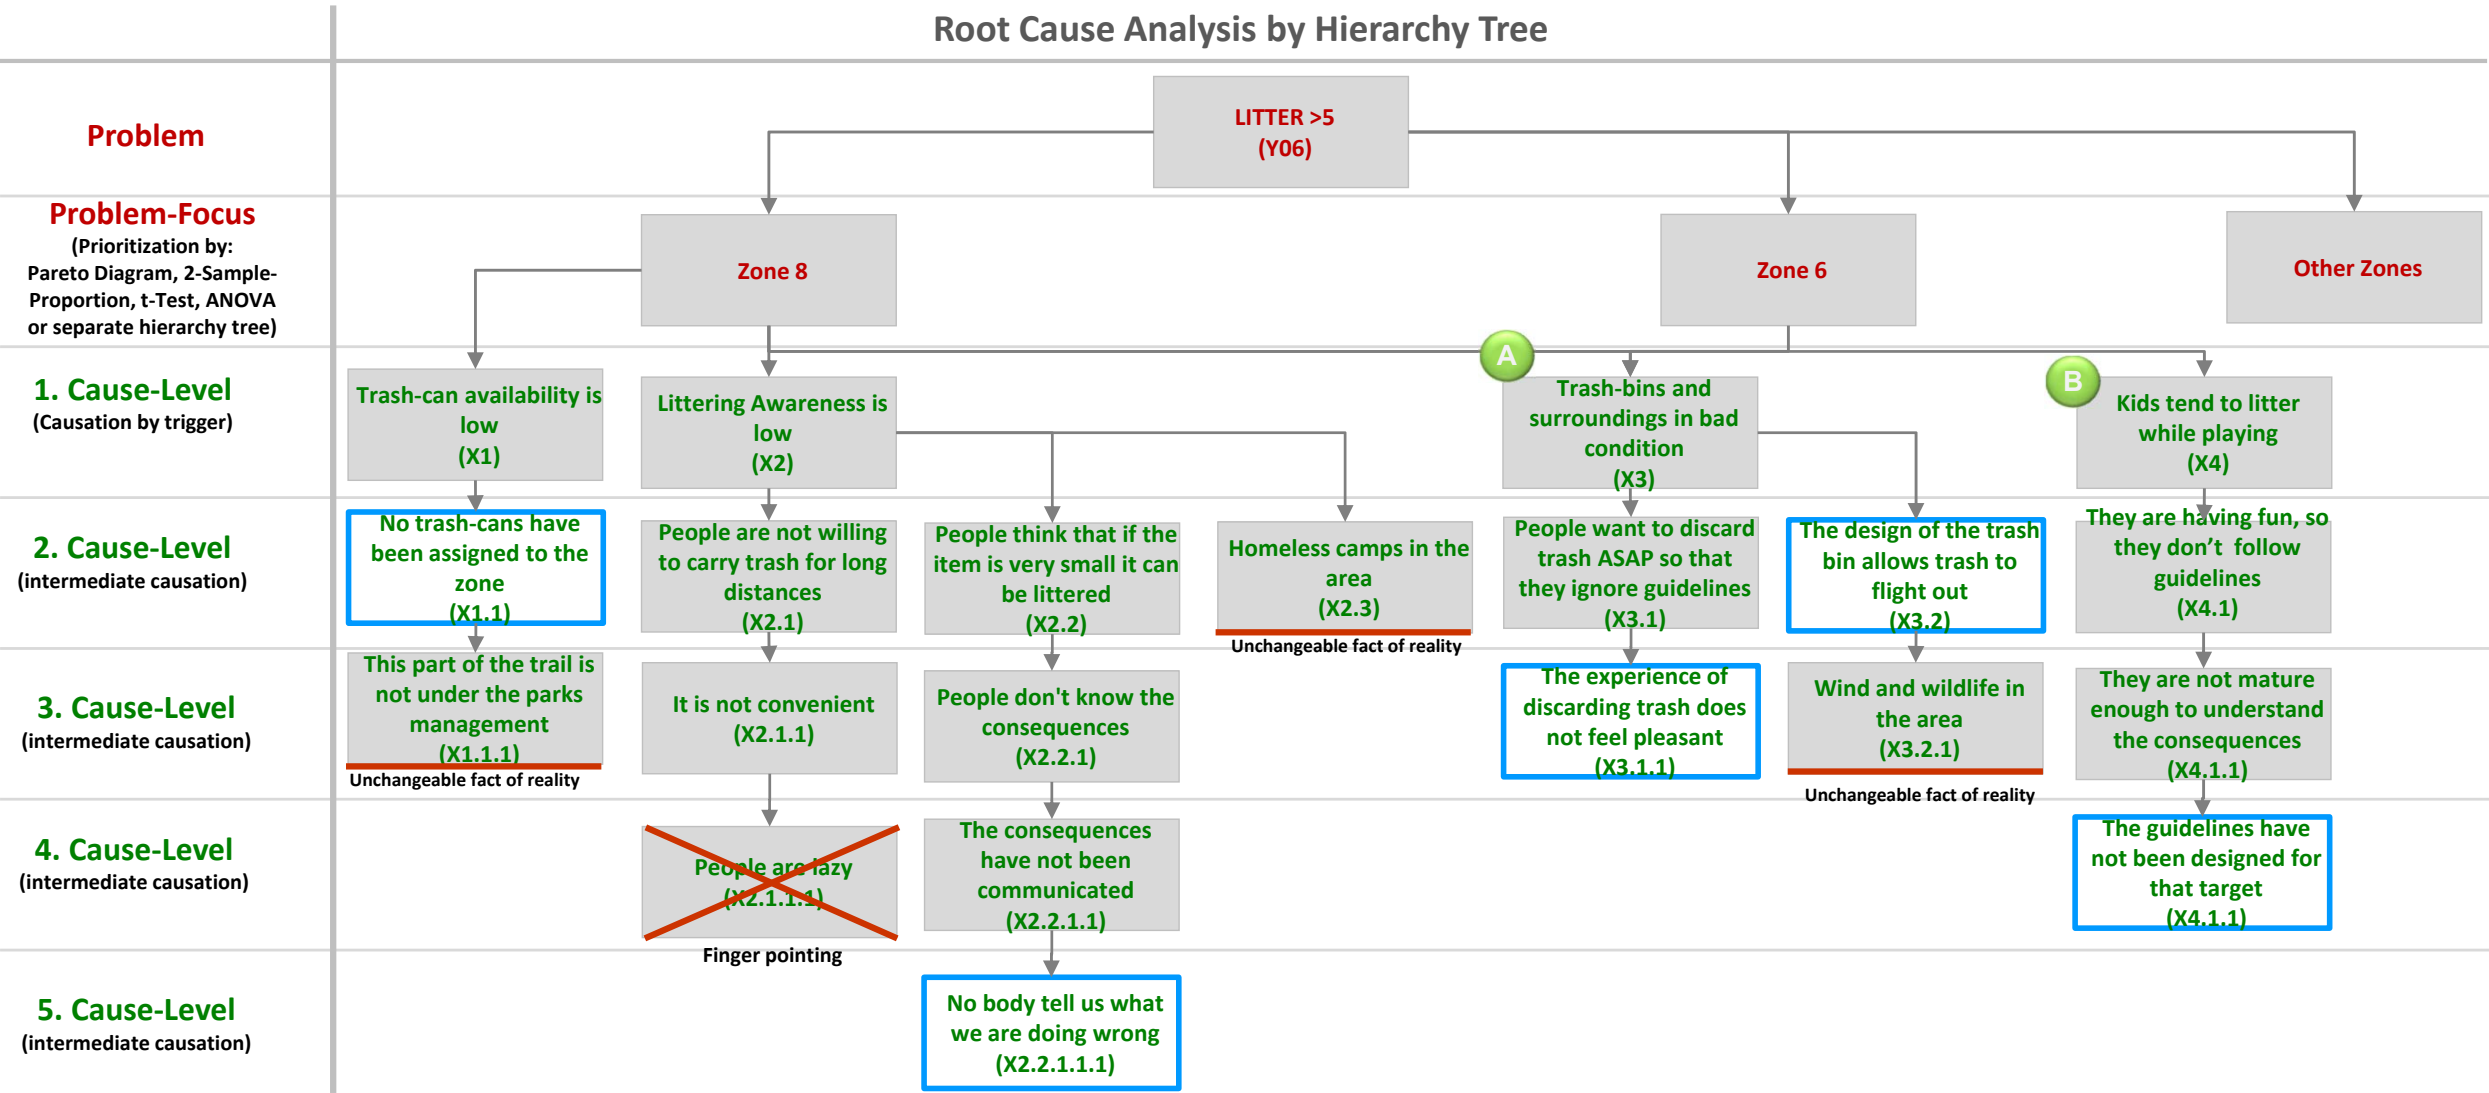 Root Cause Analysis by Hierarchy Tree
Problem
LITTER >5
(Y06)
Problem-Focus
(Prioritization by:
Pareto Diagram, 2-Sample-
Proportion, t-Test, ANOVA
or separate hierarchy tree)
Zone 8
Zone 6
Other Zones
1. Cause-Level
(Causation by trigger)
Trash-can availability is
low
(X1)
Littering Awareness is
low
(X2)
A
Trash-bins and
surroundings in bad
condition
(X3)
B
Kids tend to litter
while playing
(X4)
2. Cause-Level
(intermediate causation)
No trash-cans have
been assigned to the
zone
(X1.1)
People are not willing
to carry trash for long
distances
(X2.1)
People think that if the
item is very small it can
be littered
(X2.2)
Homeless camps in the
area
(X2.3)
Unchangeable fact of reality
People want to discard
trash ASAP so that
they ignore guidelines
(X3.1)
The design of the trash
bin allows trash to
flight out
(X3.2)
They are having fun, so
they don't follow
guidelines
(X4.1)
3. Cause-Level
(intermediate causation)
This part of the trail is
not under the parks
management
(X1.1.1)
Unchangeable fact of reality
It is not convenient
(X2.1.1)
People don't know the
consequences
(X2.2.1)
The experience of
discarding trash does
not feel pleasant
(X3.1.1)
Wind and wildlife in
the area
(X3.2.1)
Unchangeable fact of reality
They are not mature
enough to understand
the consequences
(X4.1.1)
4. Cause-Level
(intermediate causation)
People are lazy
(X2.1.1.1)
Finger pointing
The consequences
have not been
communicated
(X2.2.1.1)
The guidelines have
not been designed for
that target
(X4.1.1)
5. Cause-Level
(intermediate causation)
No body tell us what
we are doing wrong
(X2.2.1.1.1)